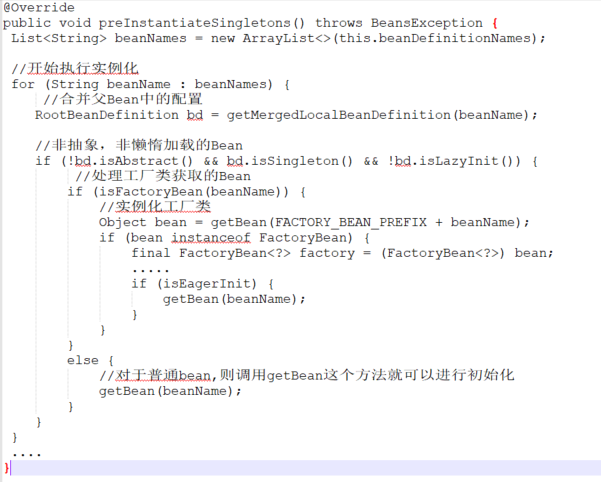 @Override
public void preInstantiateSingletons() throws BeansException {
List<String> beanNames = new ArrayList<>(this.beanDefinitionNames);
//开始执行实例化
for (String beanName : beanNames) {
//合并父Bean中的配置
RootBeanDefinition bd = getMergedLocalBeanDefinition(beanName);
//非抽象，非懒惰加载的Bean
if (!bd.isAbstract() && bd.isSingleton() && !bd.isLazyInit()) {
//处理工厂类获取的Bean
if (isFactoryBean(beanName)) {
//实例化工厂类
Object bean = getBean(FACTORY_BEAN_PREFIX + beanName);
if (bean instanceof FactoryBean) {
final FactoryBean<?> factory = (FactoryBean<?>) bean;
.....
if (isEagerInit) {
getBean(beanName);
}
}
}
else {
//对于普通bean,则调用getBean这个方法就可以进行初始化
getBean(beanName);
}
}
}
....
}